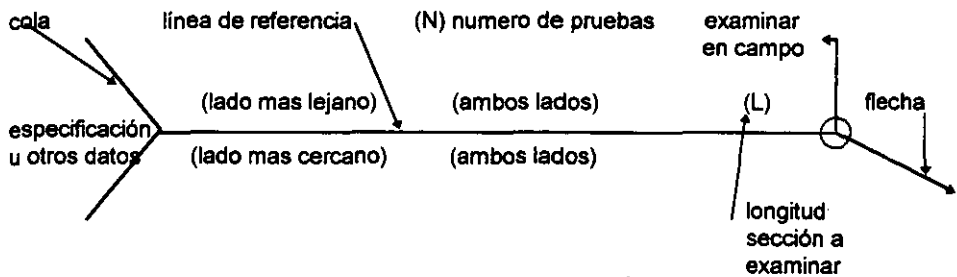 cola
línea de referencia
(N) numero de pruebas
examinar
en campo
(lado mas lejano)
(ambos lados)
(L)
flecha
especificación
u otros datos
(lado mas cercano)
(ambos lados)
longitud
sección a
examinar